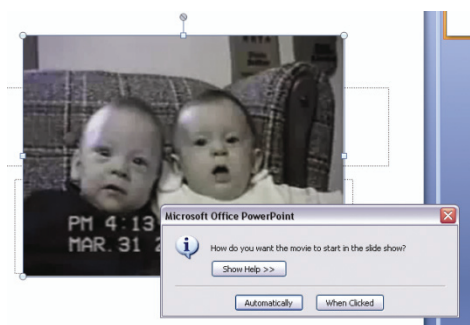 PM 4:13
MAR. 31
Microsoft Office PowerPoint
How do you want the movie to start in the slide show?
Show Help >>
Automatically
When Clicked